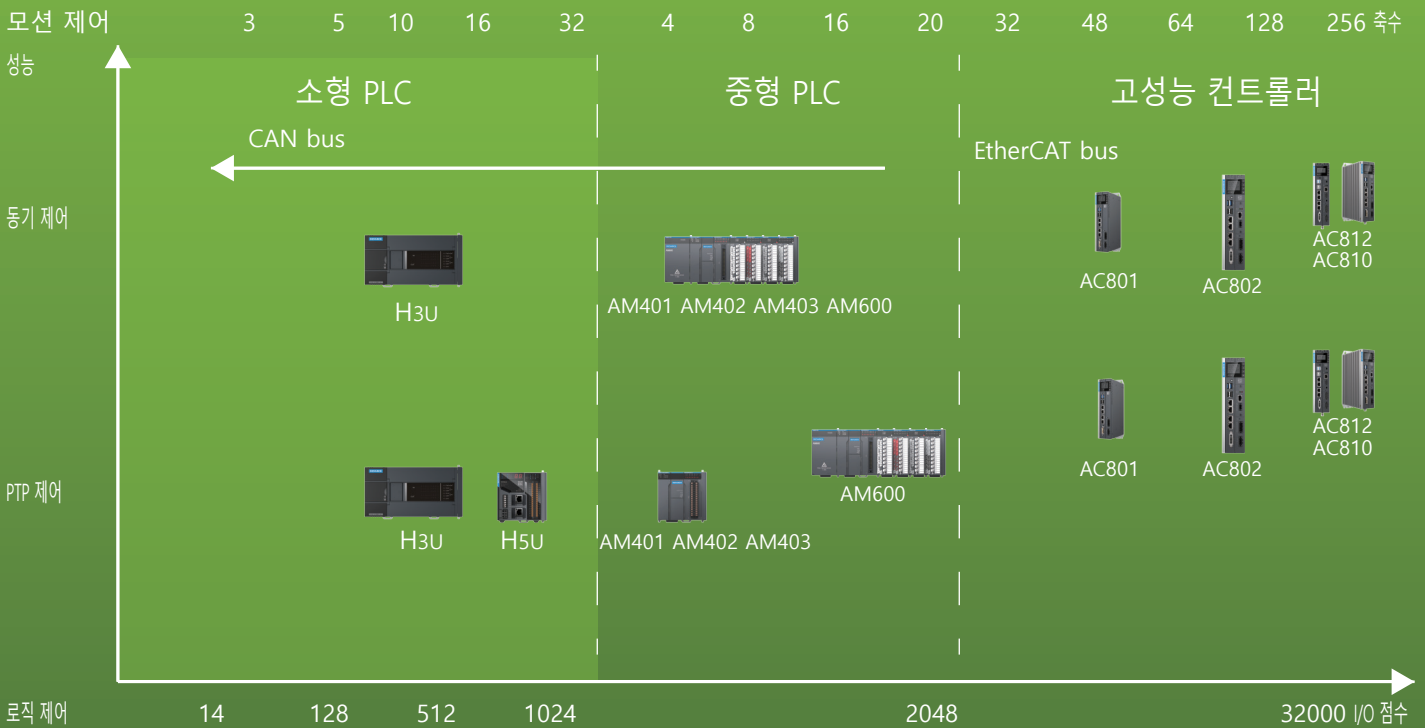 모션 제어 3 5 10 16 32 4 8 16 20 32 48 64 128 256 축수
성능
소형 PLC 중형 PLC 고성능 컨트롤러
CAN bus
EtherCAT bus
동기 제어
AC812
AC810
AC801
AC802
H3U
AM401 AM402 AM403 AM600
AC812
AC810
AC801
AC802
PTP 제어
AM600
H3U
H5U
AM401 AM402 AM403
로직 제어 14 128 512 1024 2048 32000 I/O 점수